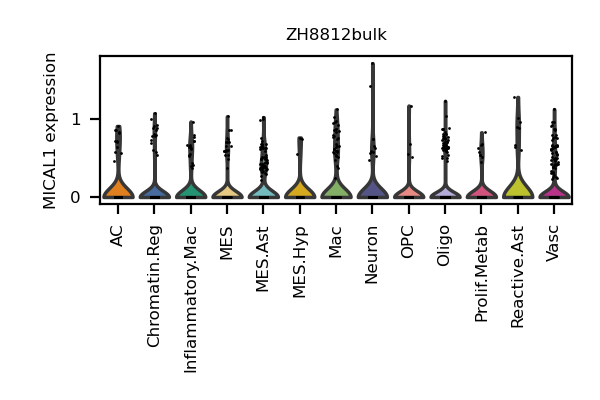 ZH8812bulk
MICAL1 expression
1
0
AC
Chromatin.Reg
Inflammatory.Mac
MES
MES.Ast
MES.Hyp
Mac
Neuron
OPC
Oligo
Prolif.Metab
Reactive.Ast
Vasc